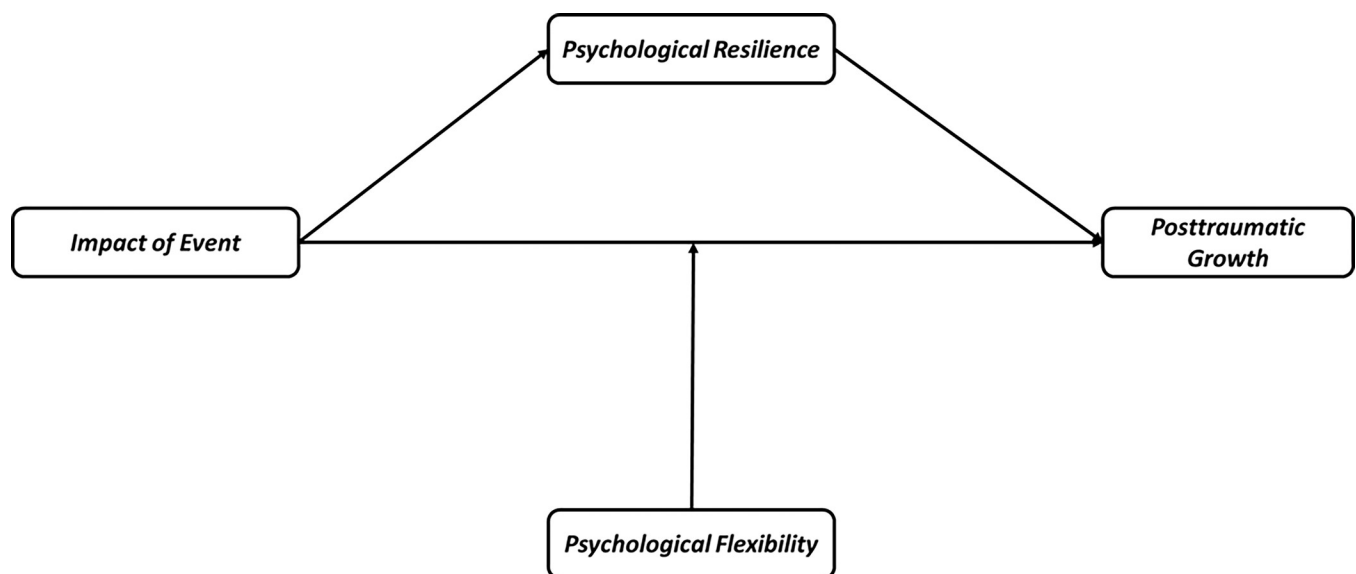 Psychological Resilience
Impact of Event
Posttraumatic
Growth
Psychological Flexibility